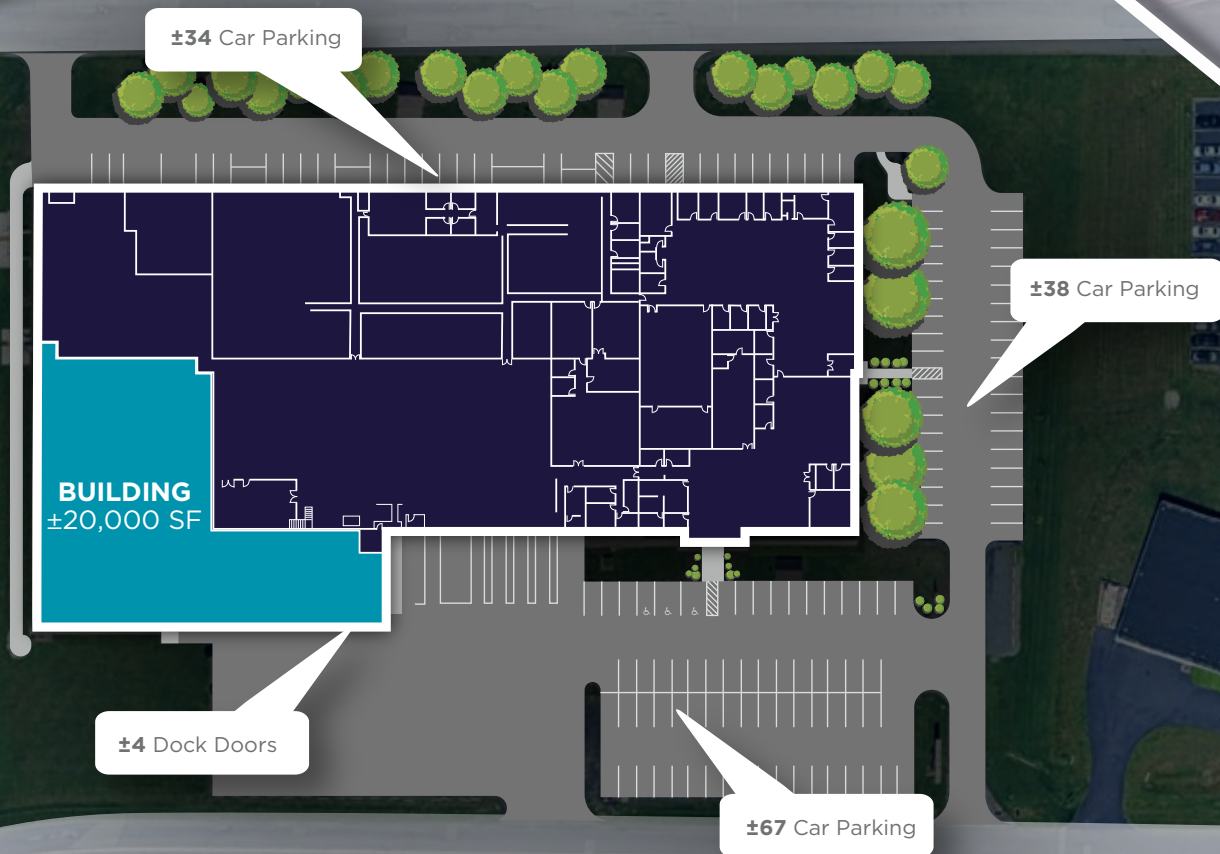 ±34 Car Parking
±38 Car Parking
BUILDING
±20,000 SF
±4 Dock Doors
±67 Car Parking